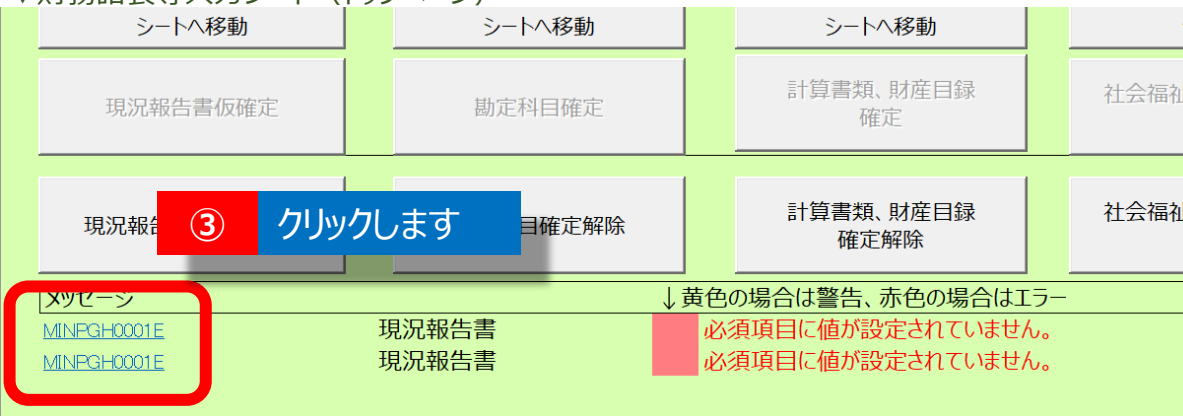 シートへ移動 シートへ移動 シートへ移動
現況報告書仮確定 勘定科目確定 計算書類、財産目録
確定 社会福祉
現況報 目確定解除 計算書類、財産目録
確定解除 社会福祉
③ クリックします
メッセージ ↓黄色の場合は警告、赤色の場合はエラー
MINPGH0001E 現況報告書 必須項目に値が設定されていません。
MINPGH0001E 現況報告書 必須項目に値が設定されていません。